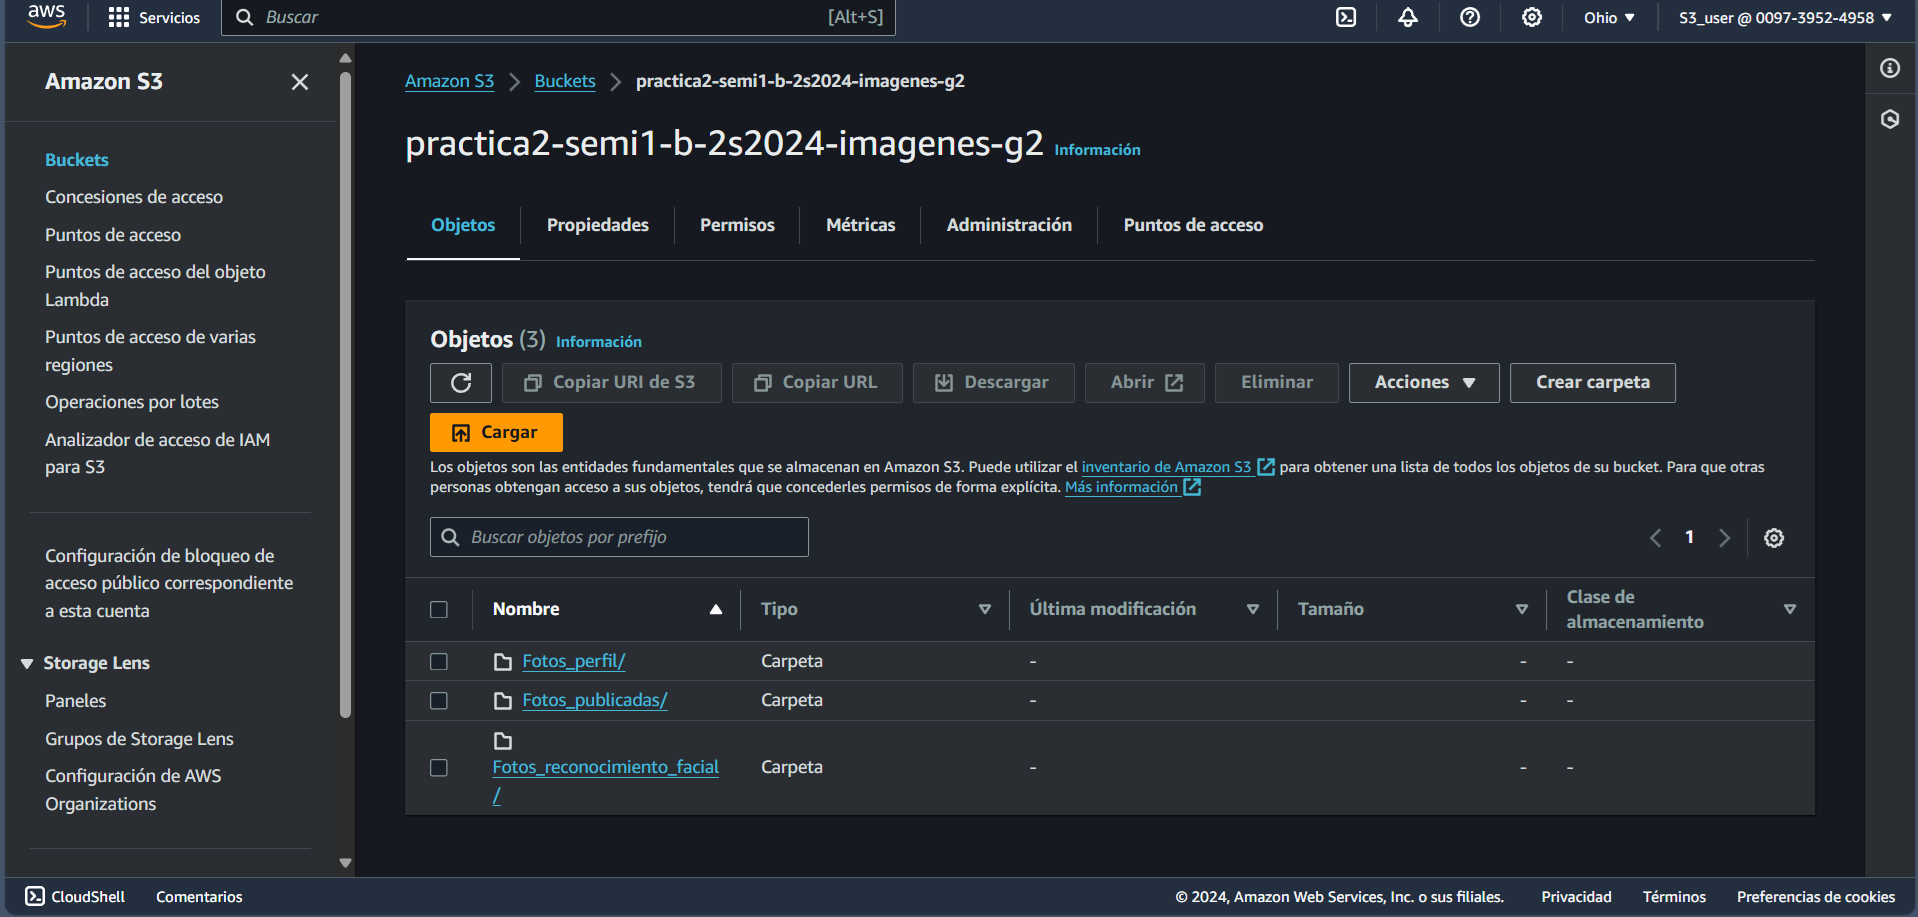 aws
Servicios
Buscar
[Alt+S]
Ohio
S3_user @ 0097-3952-4958
Amazon S3
Buckets
Concesiones de acceso
Puntos de acceso
Puntos de acceso del objeto
Lambda
Puntos de acceso de varias
regiones
Operaciones por lotes
Analizador de acceso de IAM
para S3
Configuración de bloqueo de
acceso público correspondiente
a esta cuenta
Storage Lens
Paneles
Grupos de Storage Lens
Configuración de AWS
Organizations
Amazon S3
Buckets
practica2-semi1-b-2s2024-imagenes-g2
practica2-semi1-b-2s2024-imagenes-g2 Información
Objetos
Propiedades
Permisos
Métricas
Administración
Puntos de acceso
Objetos (3) Información
Copiar URI de S3
Copiar URL
Descargar
Abrir
Eliminar
Acciones
Crear carpeta
Cargar
Los objetos son las entidades fundamentales que se almacenan en Amazon S3. Puede utilizar el inventario de Amazon S3 para obtener una lista de todos los objetos de su bucket. Para que otras
personas obtengan acceso a sus objetos, tendrá que concederles permisos de forma explícita. Más información
Buscar objetos por prefijo
1
Nombre
Tipo
Última modificación
Tamaño
Clase de
almacenamiento
Fotos_perfil/ Carpeta - - -
Fotos_publicadas/ Carpeta - - -
Fotos_reconocimiento_facial Carpeta - - -
/
CloudShell
Comentarios
© 2024, Amazon Web Services, Inc. o sus filiales.
Privacidad
Términos
Preferencias de cookies